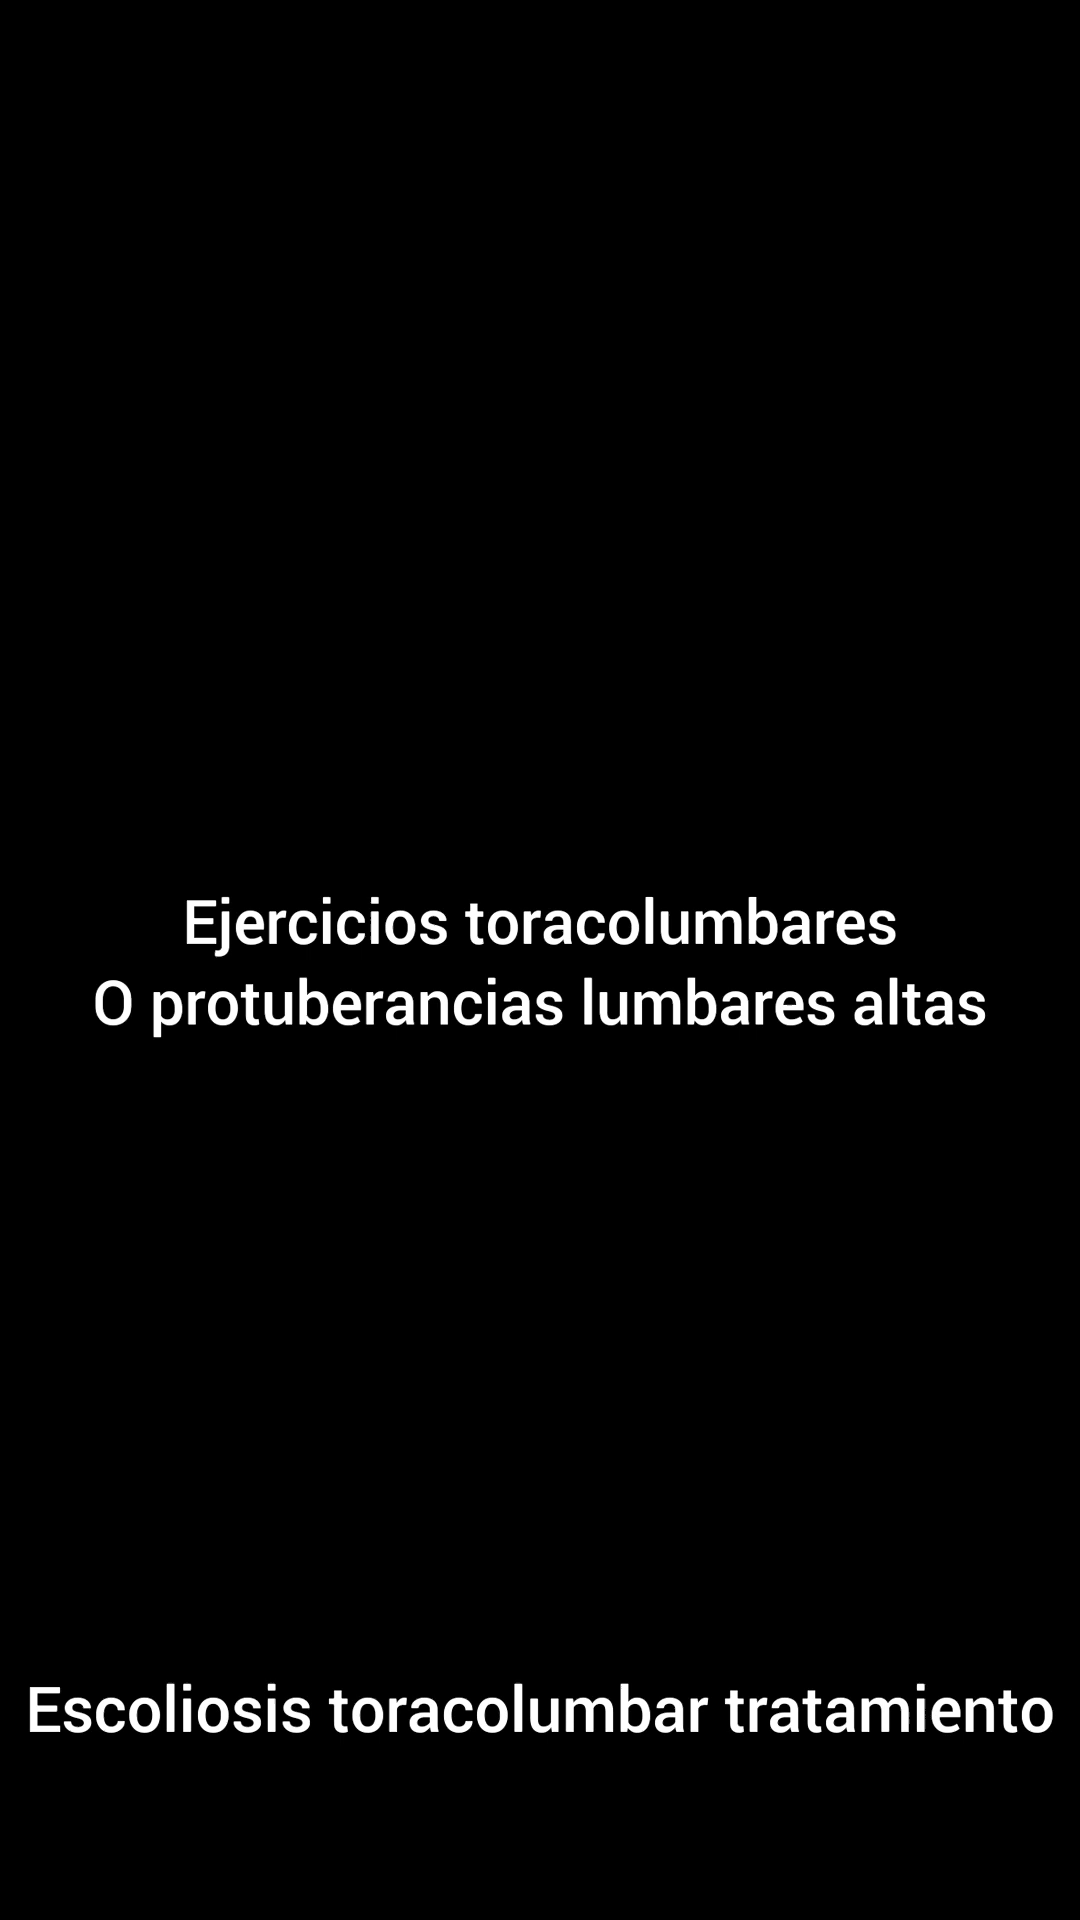 Ejercicios toracolumbares
O protuberancias lumbares altas
Escoliosis toracolumbar tratamiento